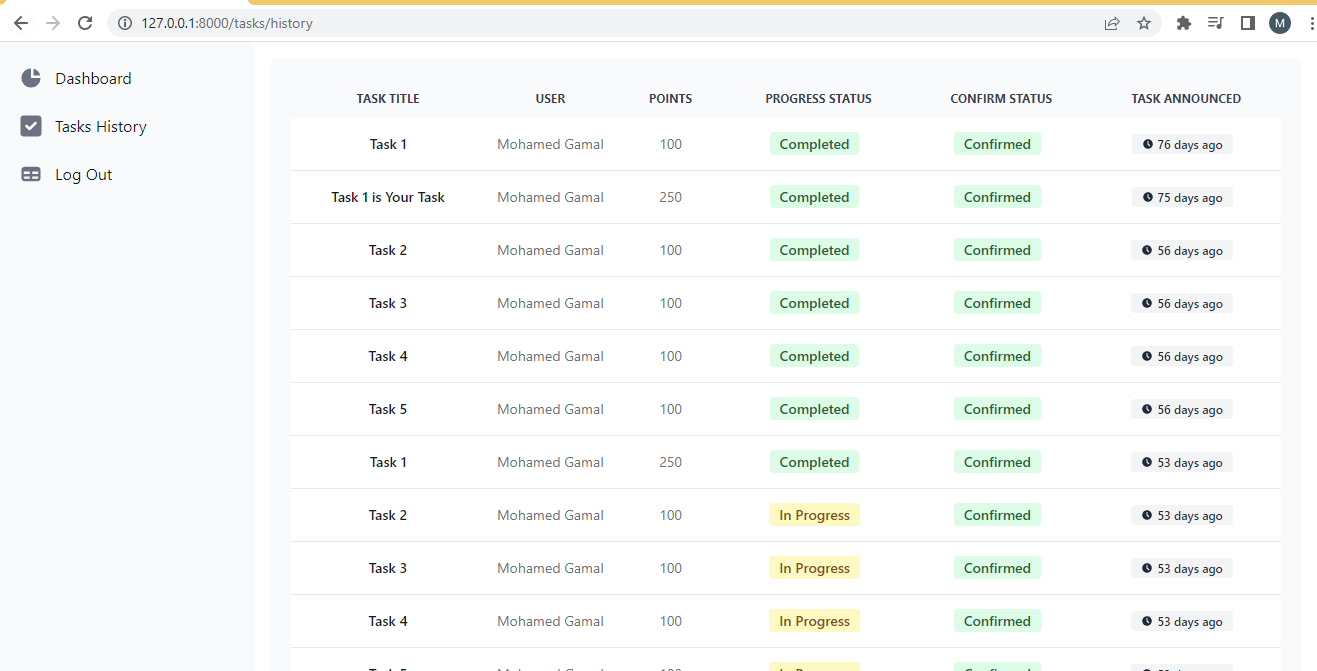 127.0.0.1:8000/tasks/history
M
Dashboard
Tasks History
Log Out
TASK TITLE USER POINTS PROGRESS STATUS CONFIRM STATUS TASK ANNOUNCED
Task 1 Mohamed Gamal 100 Completed Confirmed 76 days ago
Task 1 is Your Task Mohamed Gamal 250 Completed Confirmed 75 days ago
Task 2 Mohamed Gamal 100 Completed Confirmed 56 days ago
Task 3 Mohamed Gamal 100 Completed Confirmed 56 days ago
Task 4 Mohamed Gamal 100 Completed Confirmed 56 days ago
Task 5 Mohamed Gamal 100 Completed Confirmed 56 days ago
Task 1 Mohamed Gamal 250 Completed Confirmed 53 days ago
Task 2 Mohamed Gamal 100 In Progress Confirmed 53 days ago
Task 3 Mohamed Gamal 100 In Progress Confirmed 53 days ago
Task 4 Mohamed Gamal 100 In Progress Confirmed 53 days ago